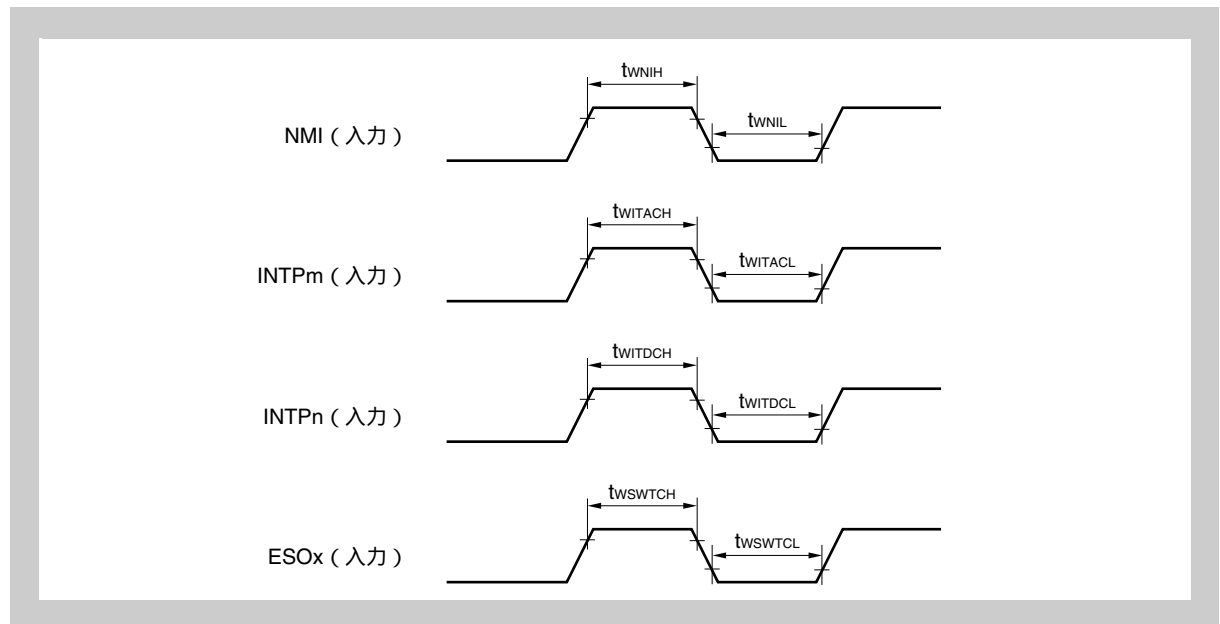 tWNIH
NMI（入力） tWNIL
tWITACH
INTPm（入力） tWITACL
tWITDCH
INTPn（入力） tWITDCL
tWSWTCH
ESOx（入力） tWSWTCL